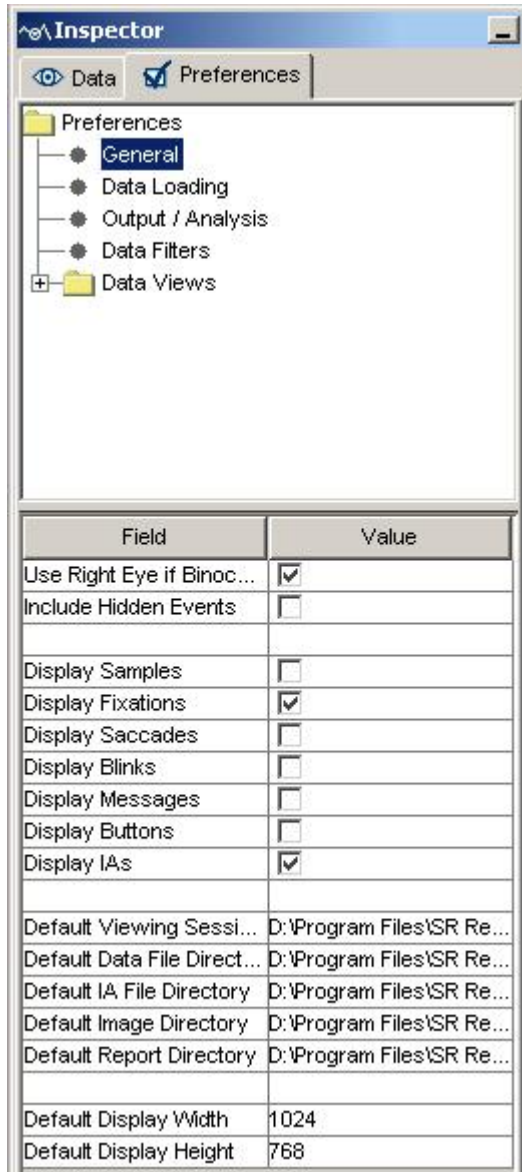 Inspector
Data Preferences
Preferences
General
Data Loading
Output / Analysis
Data Filters
Data Views
Field Value
Use Right Eye if Binoc...
Include Hidden Events
Display Samples
Display Fixations
Display Saccades
Display Blinks
Display Messages
Display Buttons
Display IAs
Default Viewing Sessi... D:\Program Files\SR Re...
Default Data File Direct... D:\Program Files\SR Re...
Default IA File Directory D:\Program Files\SR Re...
Default Image Directory D:\Program Files\SR Re...
Default Report Directory D:\Program Files\SR Re...
Default Display Width 1024
Default Display Height 768